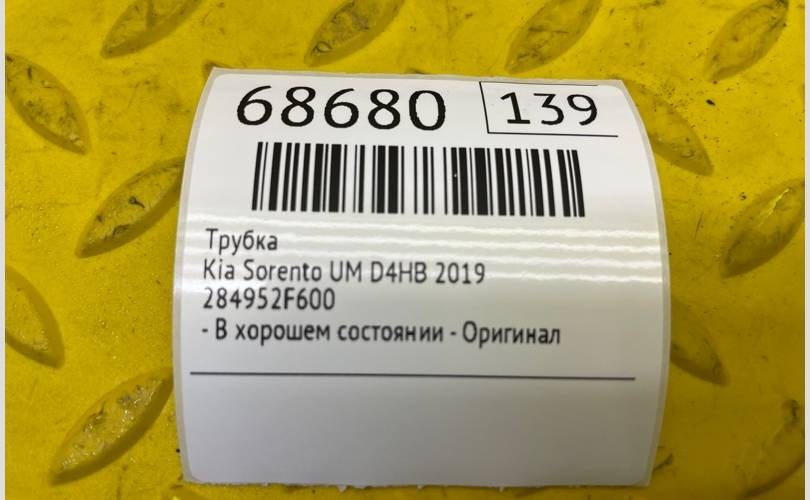 68680 139
Трубка
Kia Sorento UM D4HB 2019
284952F600
- В хорошем состоянии - Оригинал